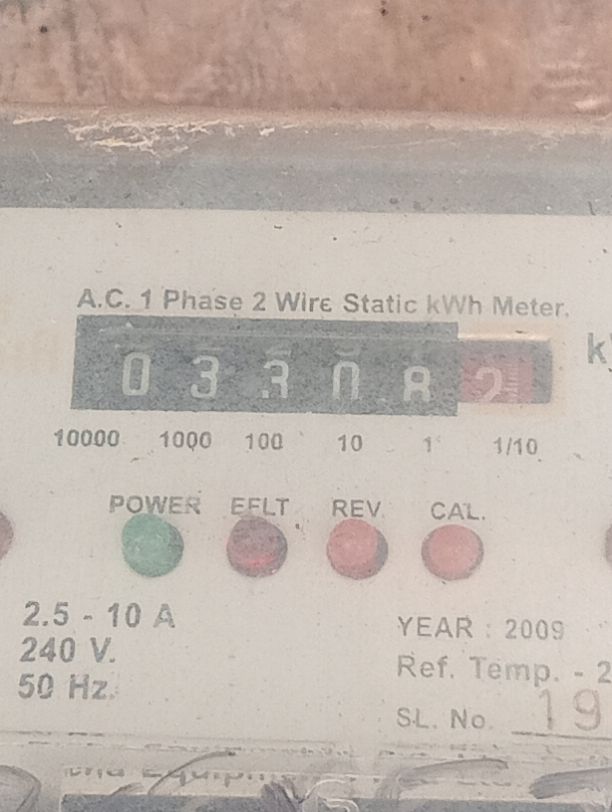 A.C. 1 Phase 2 Wire Static kWh Meter.
0 3 3 0 8 2
10000 1000 100 10 1 1/10
POWER EFLT REV. CAL.
2.5 - 10 A
240 V.
50 Hz.
YEAR : 2009
Ref. Temp. - 2
SL. No. 19